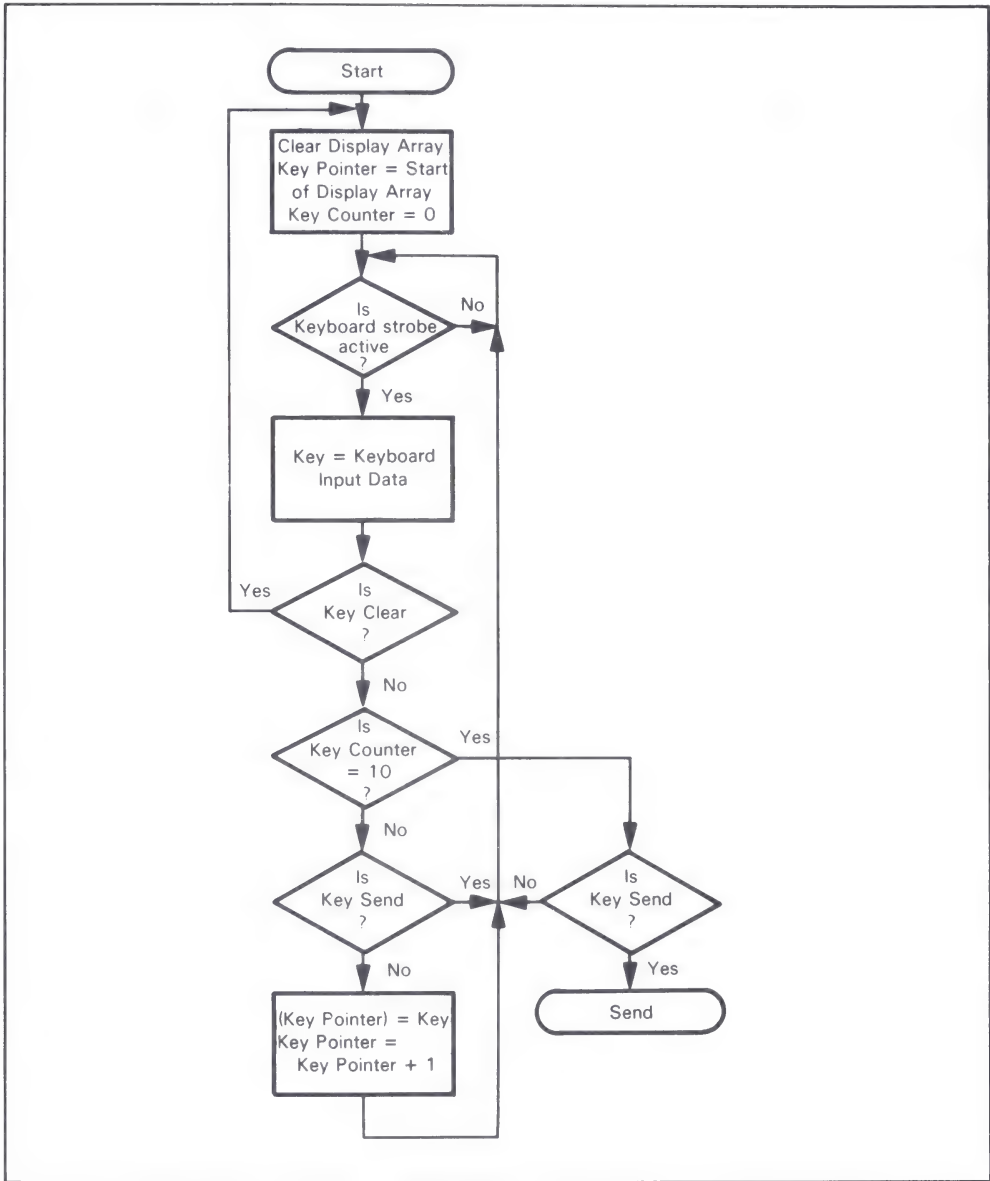 Start
Clear Display Array
Key Pointer = Start
of Display Array
Key Counter = 0
Is
Keyboard strobe
active
?
No
Yes
Key = Keyboard
Input Data
Is
Key Clear
?
Yes
No
Is
Key Counter
= 10
?
Yes
No
Is
Key Send
?
Yes
No
Is
Key Send
?
No
Yes
(Key Pointer) = Key
Key Pointer =
Key Pointer + 1
Send